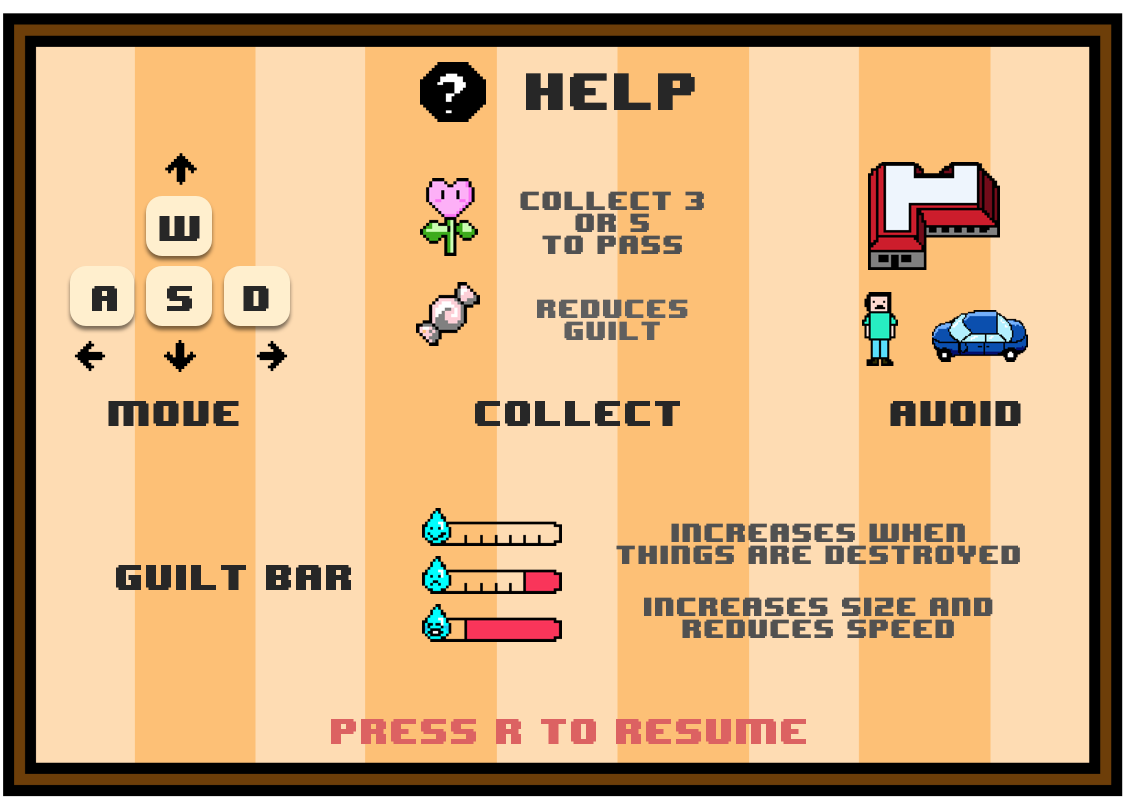 ? HELP
W
A S D
MOVE
COLLECT 3
OR 5
TO PASS
REDUCES
GUILT
COLLECT
AVOID
GUILT BAR
INCREASES WHEN
THINGS ARE DESTROYED
INCREASES SIZE AND
REDUCES SPEED
PRESS R TO RESUME